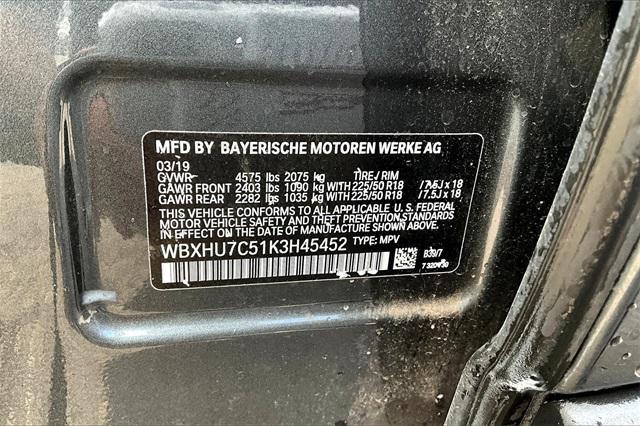 MFD BY BAYERISCHE MOTOREN WERKE AG
03/19
GVWR 4575 lbs 2075 kg TIRE/RIM
GAWR FRONT 2403 lbs 1090 kg WITH 225/50 R18 /7.5J x 18
GAWR REAR 2282 lbs 1035 kg WITH 225/50 R18 /7.5J x 18
THIS VEHICLE CONFORMS TO ALL APPLICABLE U.S. FEDERAL
MOTOR VEHICLE SAFETY, BUMPER, AND THEFT PREVENTION STANDARDS
IN EFFECT ON THE DATE OF MANUFACTURE SHOWN ABOVE.
WBXHU7C51K3H45452 TYPE: MPV